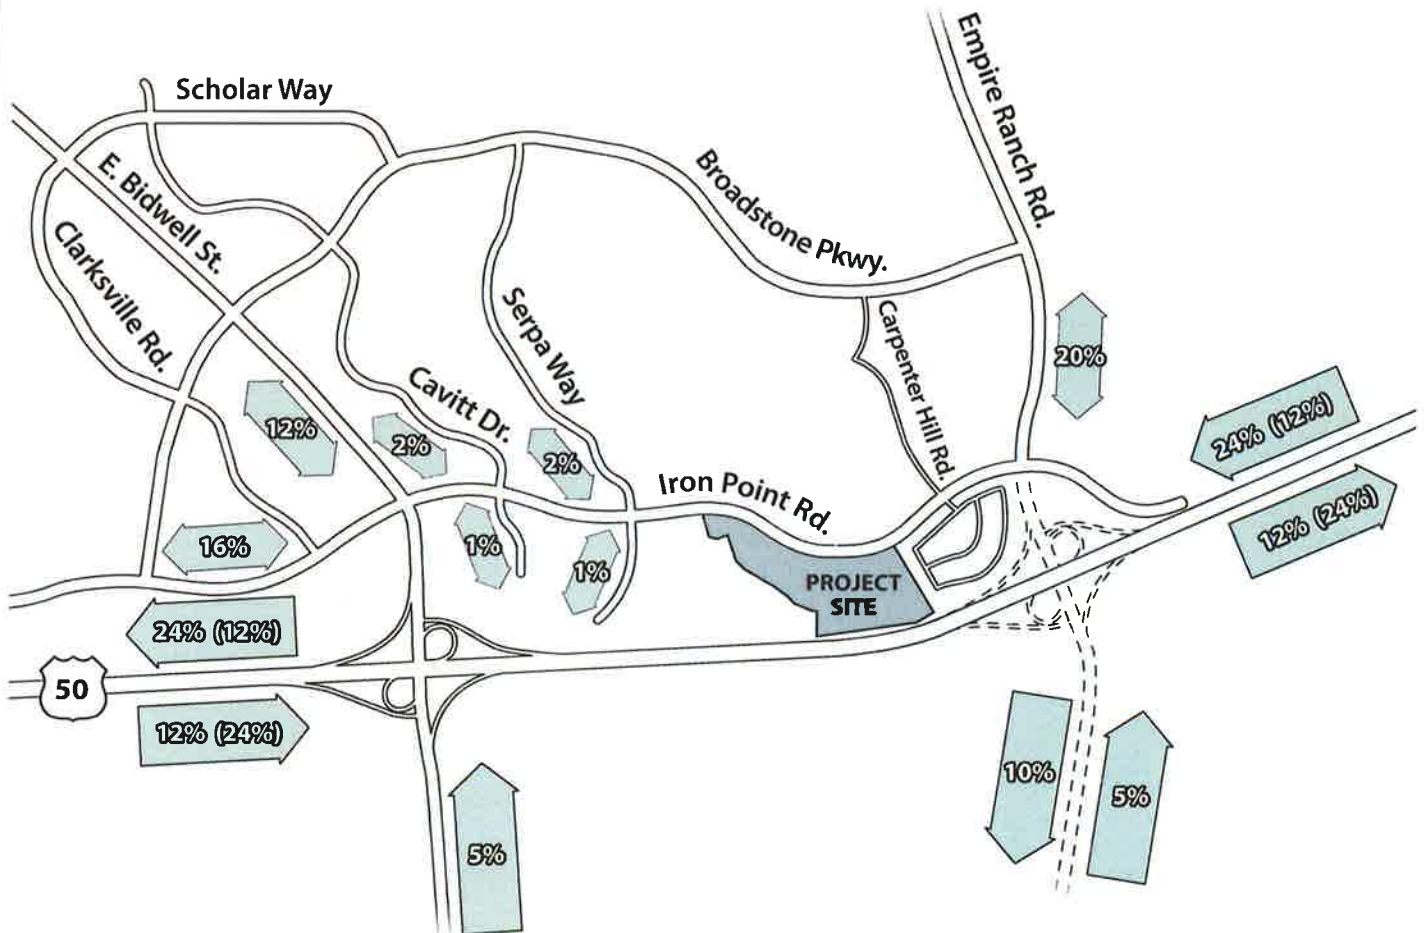 Scholar Way
Empire Ranch Rd.
E. Bidwell St.
Broadstone Pkwy.
Clarksville Rd.
Serpa Way
Carpenter Hill Rd.
20%
Cavitt Dr.
12%
2%
2%
24% (12%)
Iron Point Rd.
12% (24%)
16%
1%
1%
PROJECT
SITE
24% (12%)
50
12% (24%)
10%
5%
5%